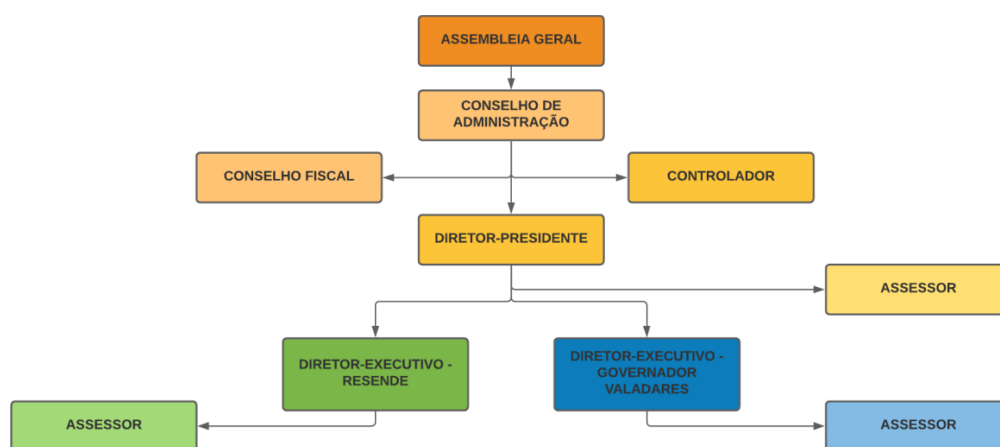 ASSEMBLEIA GERAL
CONSELHO DE
ADMINISTRAÇÃO
CONSELHO FISCAL
CONTROLADOR
DIRETOR-PRESIDENTE
ASSESSOR
DIRETOR-EXECUTIVO -
RESENDE
DIRETOR-EXECUTIVO -
GOVERNADOR
VALADARES
ASSESSOR
ASSESSOR